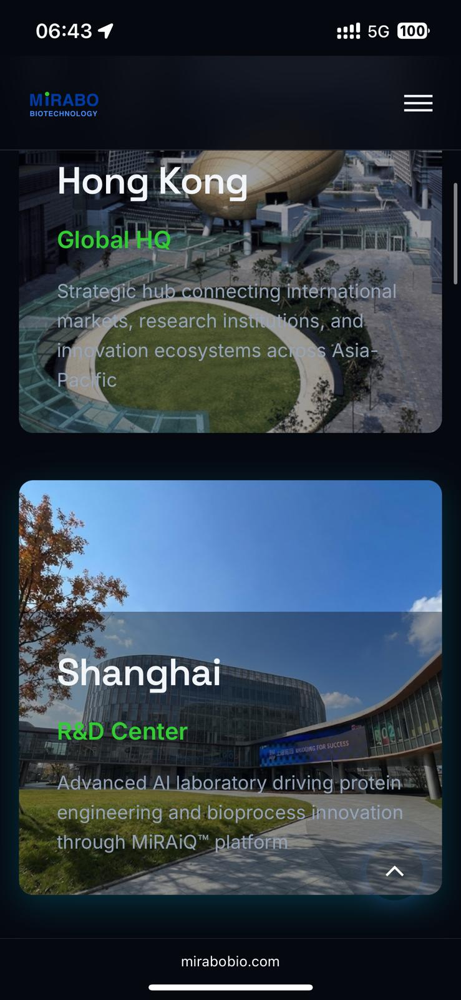 06:43
5G
100
MiRABO
BIOTECHNOLOGY
Hong Kong
Global HQ
Strategic hub connecting international
markets, research institutions, and
innovation ecosystems across Asia-
Pacific
Shanghai
R&D Center
FOR SUCCESS
Advanced AI laboratory driving protein
engineering and bioprocess innovation
through MiRAiQ™ platform
mirabobio.com